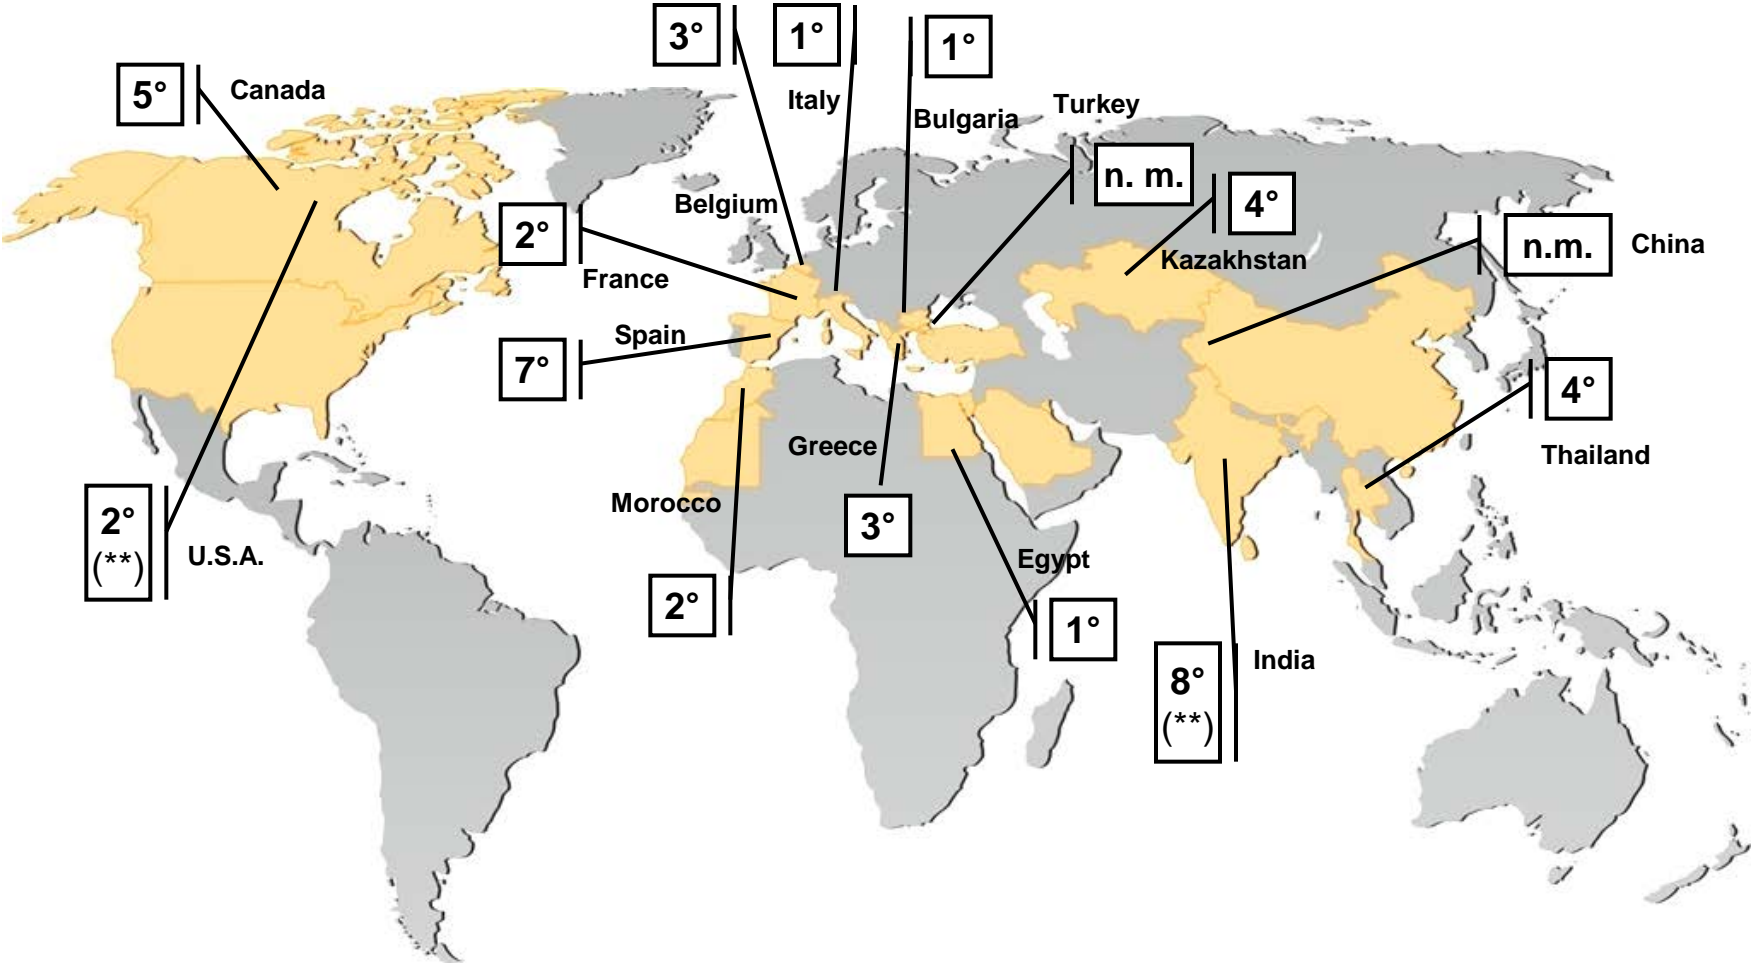 3°
1°
1°
5°
Canada
Italy
Bulgaria
Turkey
n. m.
4°
Belgium
2°
France
Kazakhstan
n.m.
China
Spain
7°
4°
Thailand
Greece
Morocco
3°
2°
(**)
U.S.A.
Egypt
2°
1°
8°
(**)
India